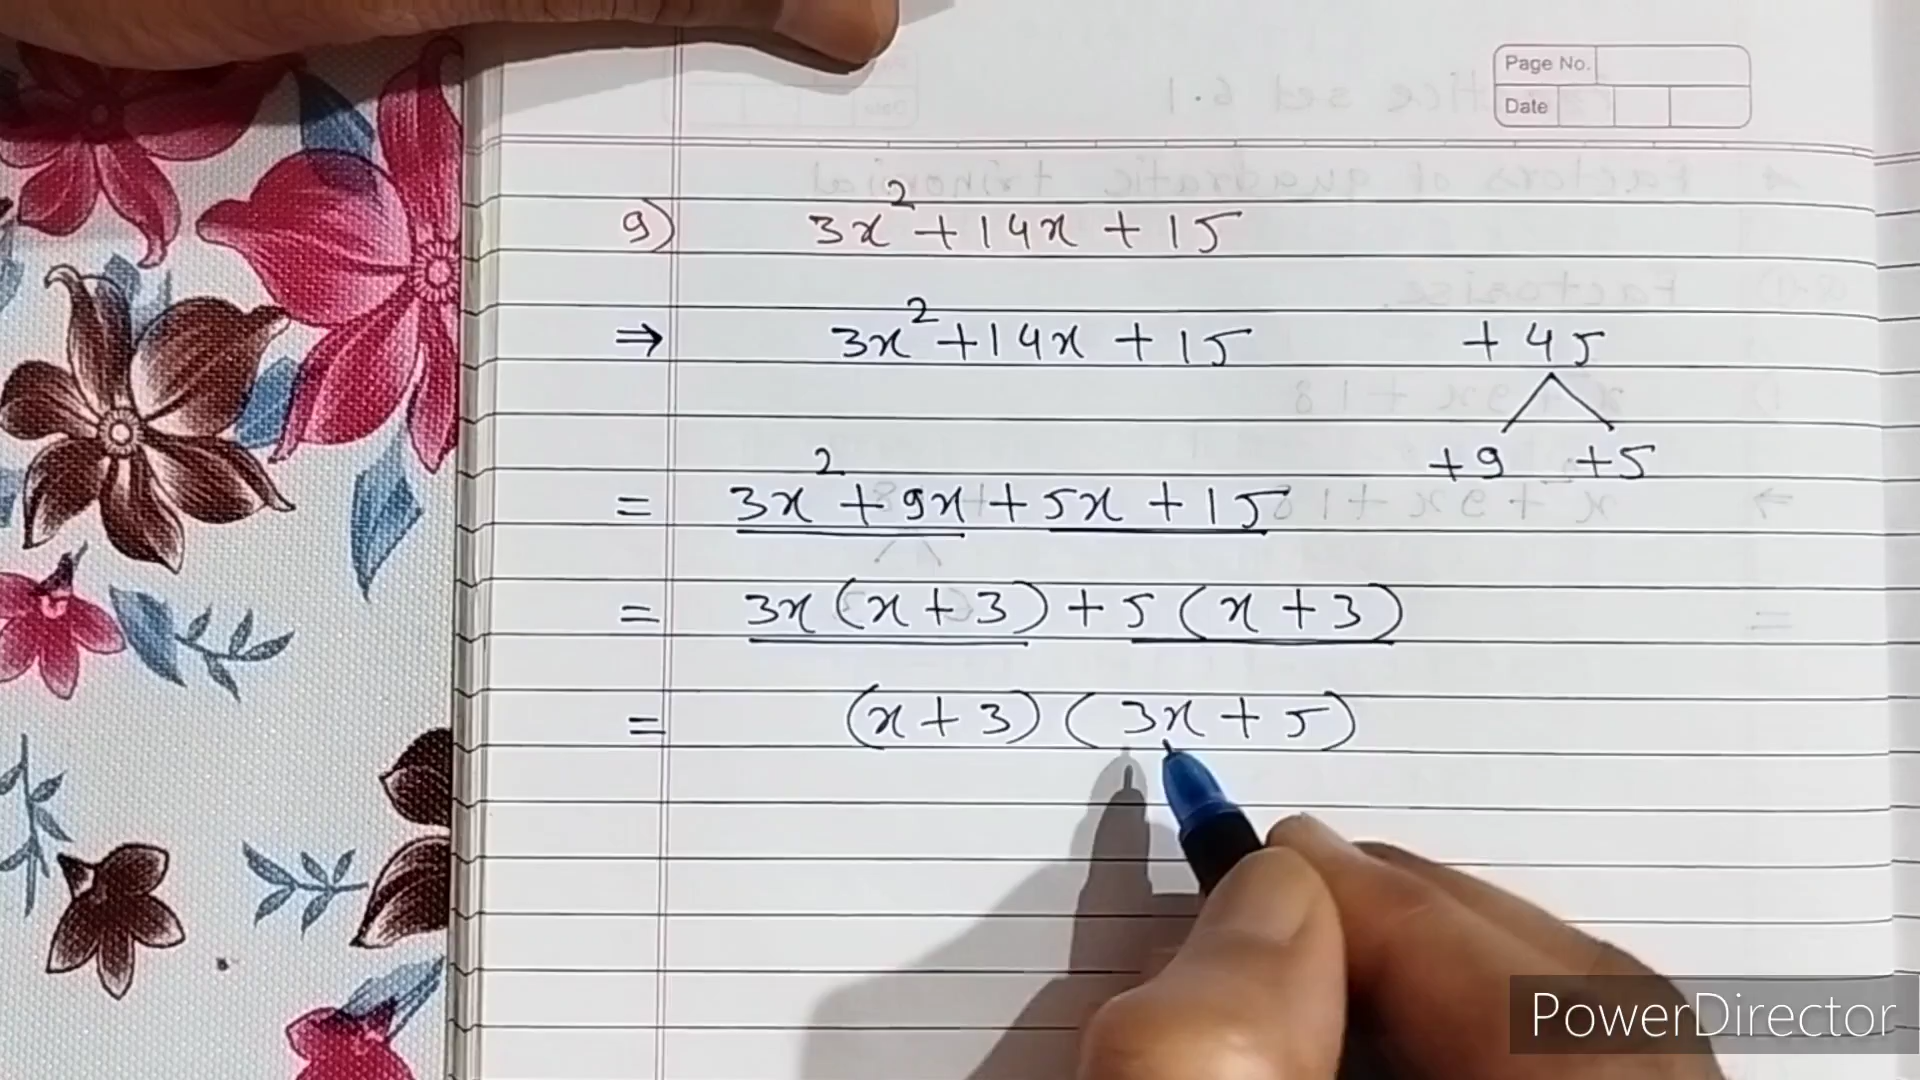 Page No.
Date
9) 3x² + 14x + 15
⇒ 3x² + 14x + 15 + 45
+9 +5
= 3x² + 9x + 5x + 15
= 3x (x + 3) + 5 (x + 3)
= (x + 3) (3x + 5)
PowerDirector